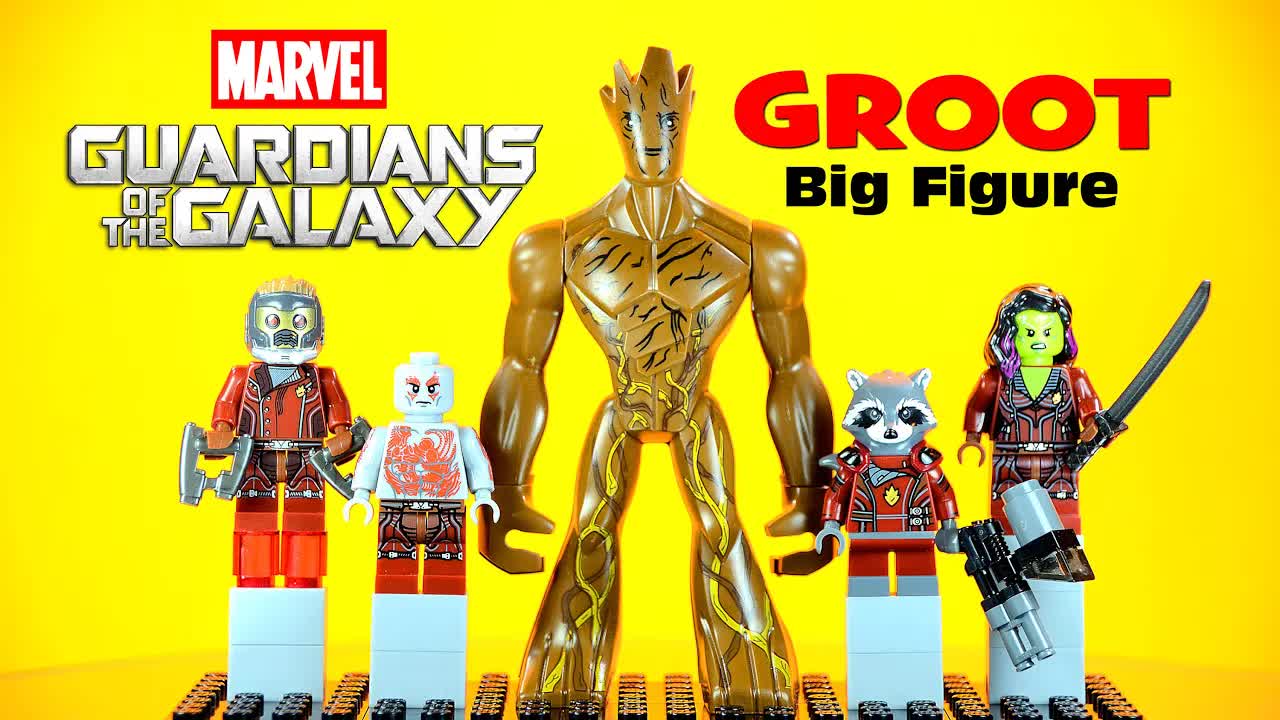 MARVEL
GUARDIANS
OF
THE GALAXY
GROOT
Big Figure